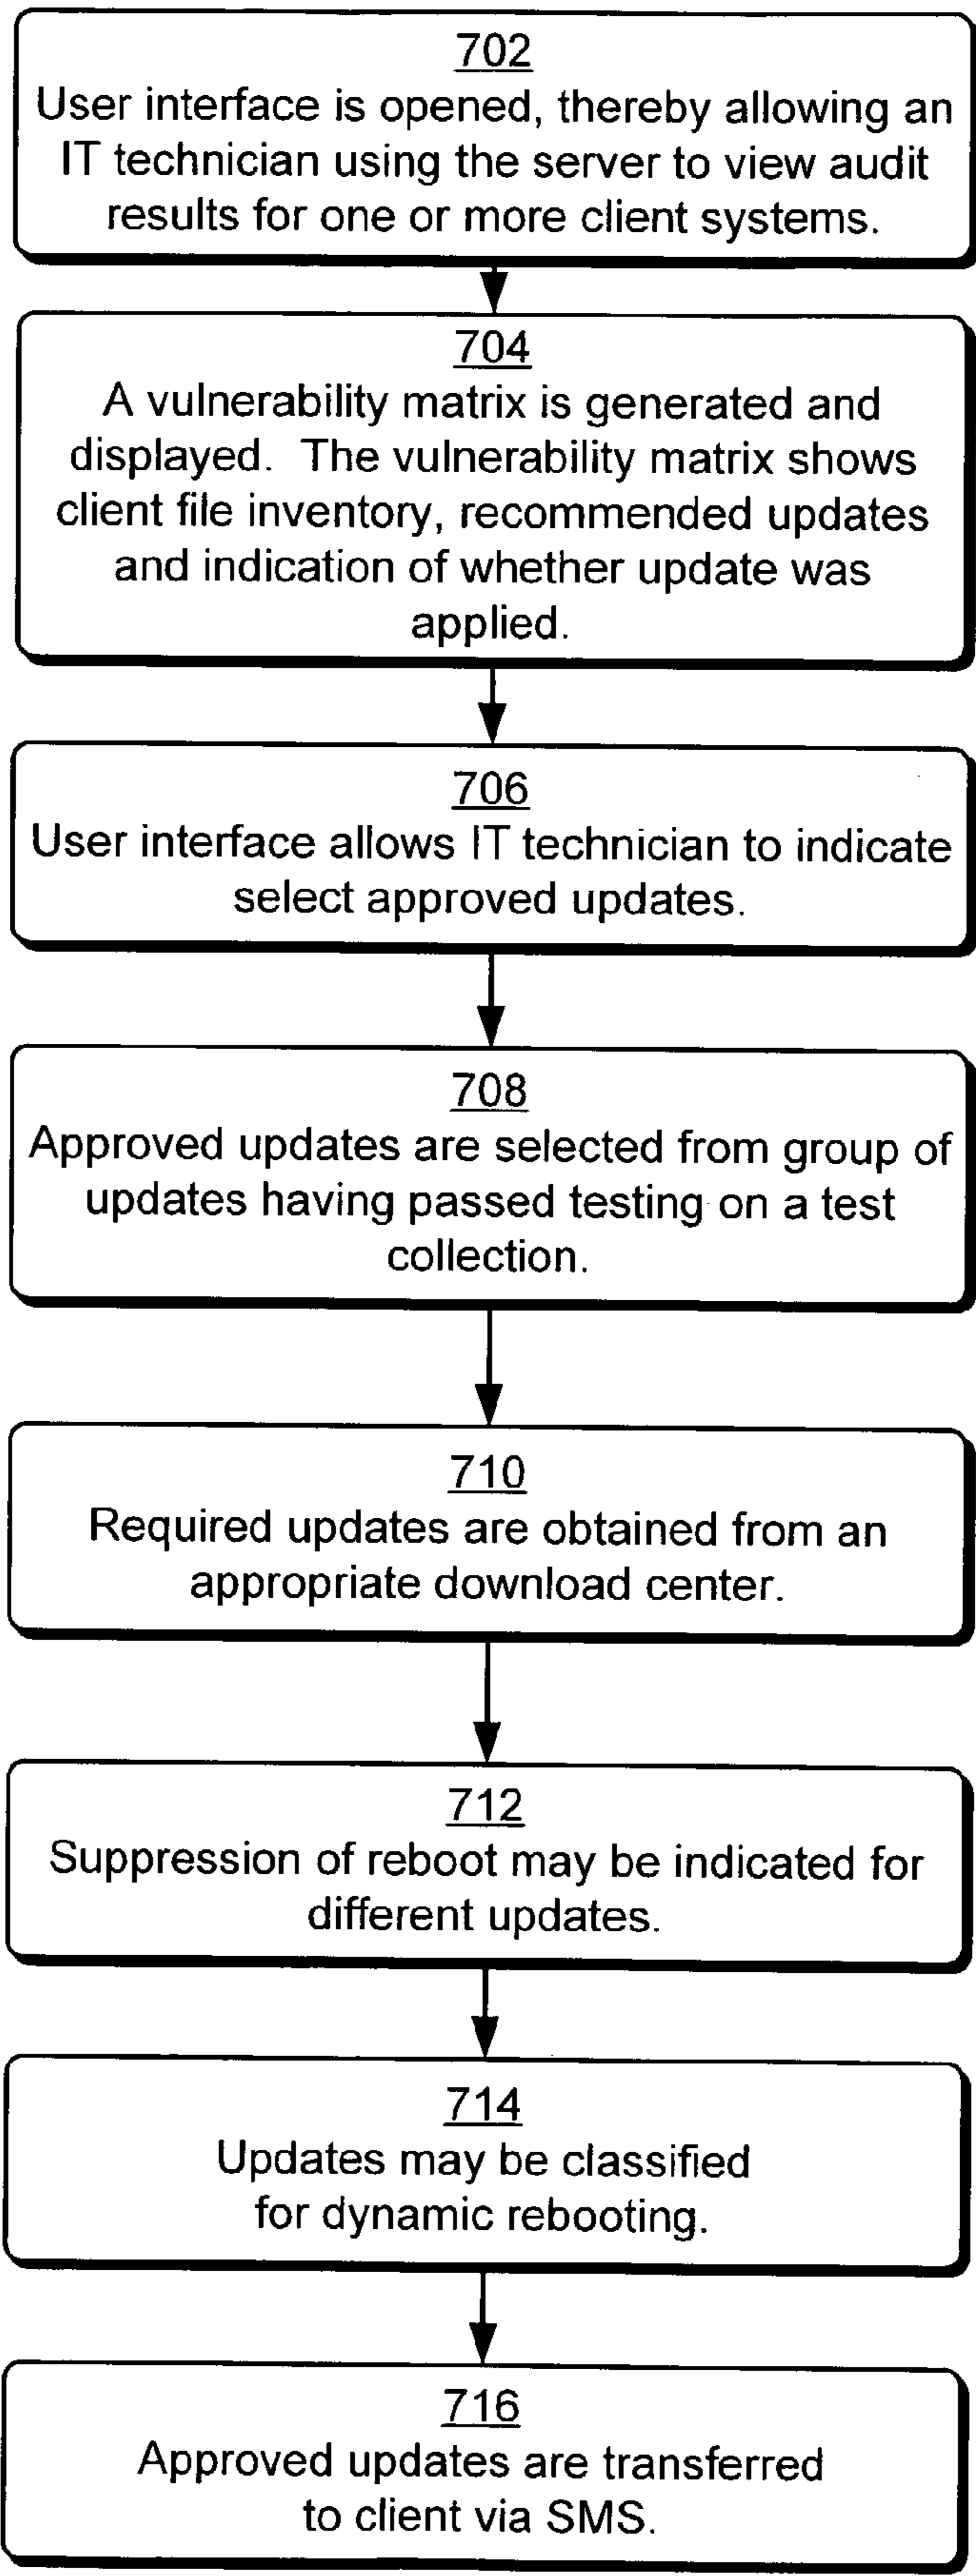 702
User interface is opened, thereby allowing an
IT technician using the server to view audit
results for one or more client systems.
704
A vulnerability matrix is generated and
displayed. The vulnerability matrix shows
client file inventory, recommended updates
and indication of whether update was
applied.
706
User interface allows IT technician to indicate
select approved updates.
708
Approved updates are selected from group of
updates having passed testing on a test
collection.
710
Required updates are obtained from an
appropriate download center.
712
Suppression of reboot may be indicated for
different updates.
714
Updates may be classified
for dynamic rebooting.
716
Approved updates are transferred
to client via SMS.